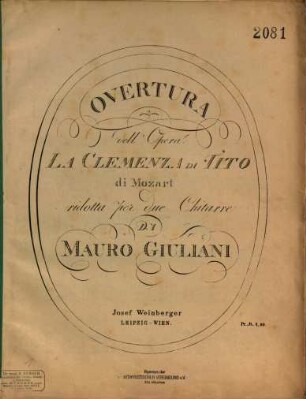 2081
OVERTURA
dell' Opera
LA CLEMENZA DI TITO
di Mozart
ridotta per due Chitarre
DI
MAURO GIULIANI
Josef Weinberger
LEIPZIG - WIEN.